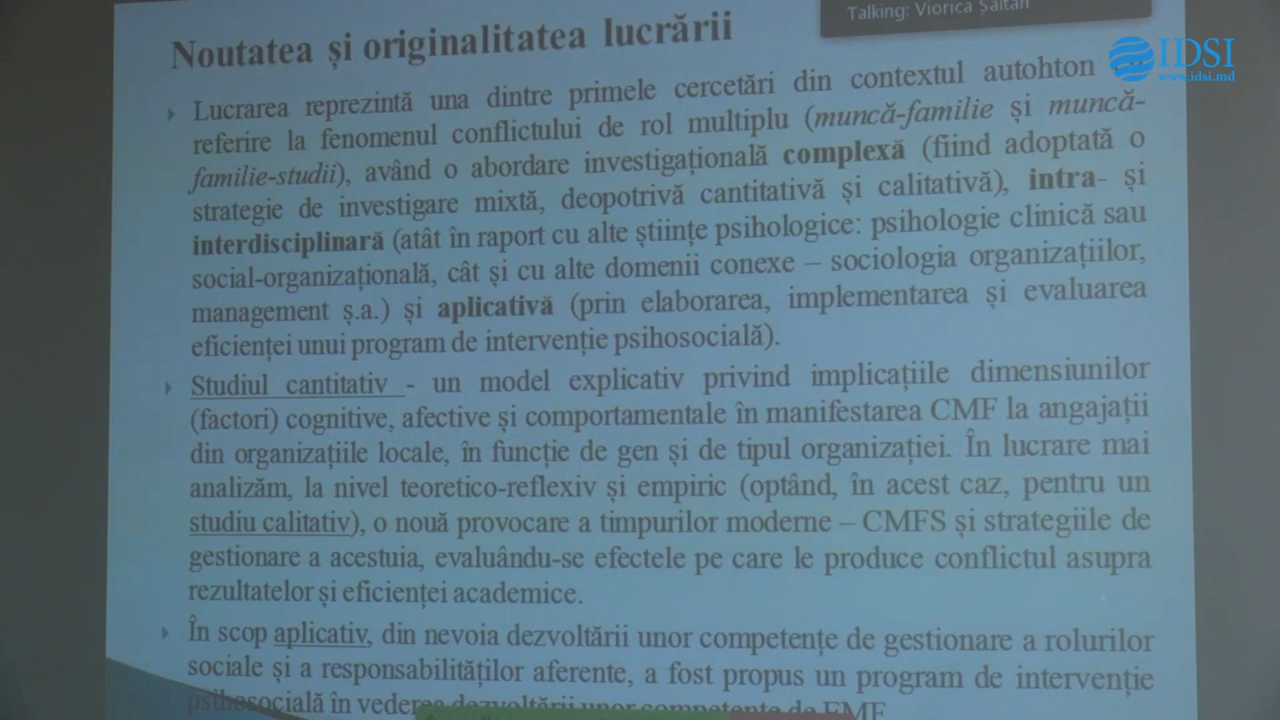 Talking: Viorica Șaltan
IDSI
www.idsi.md
Noutatea și originalitatea lucrării
Lucrarea reprezintă una dintre primele cercetări din contextul autohton
referire la fenomenul conflictului de rol multiplu (muncă-familie și muncă-
familie-studii), având o abordare investigațională complexă (fiind adoptată o
strategie de investigare mixtă, deopotrivă cantitativă și calitativă), intra- și
interdisciplinară (atât în raport cu alte științe psihologice: psihologie clinică sau
social-organizațională, cât și cu alte domenii conexe – sociologia organizațiilor,
management ș.a.) și aplicativă (prin elaborarea, implementarea și evaluarea
eficienței unui program de intervenție psihosocială).
Studiul cantitativ - un model explicativ privind implicațiile dimensiunilor
(factori) cognitive, afective și comportamentale în manifestarea CMF la angajații
din organizațiile locale, în funcție de gen și de tipul organizației. În lucrare mai
analizăm, la nivel teoretico-reflexiv și empiric (optând, în acest caz, pentru un
studiu calitativ), o nouă provocare a timpurilor moderne – CMFS și strategiile de
gestionare a acestuia, evaluându-se efectele pe care le produce conflictul asupra
rezultatelor și eficienței academice.
În scop aplicativ, din nevoia dezvoltării unor competențe de gestionare a rolurilor
sociale și a responsabilităților aferente, a fost propus un program de intervenție
psihosocială în vederea dezvoltării unor competențe de FMF